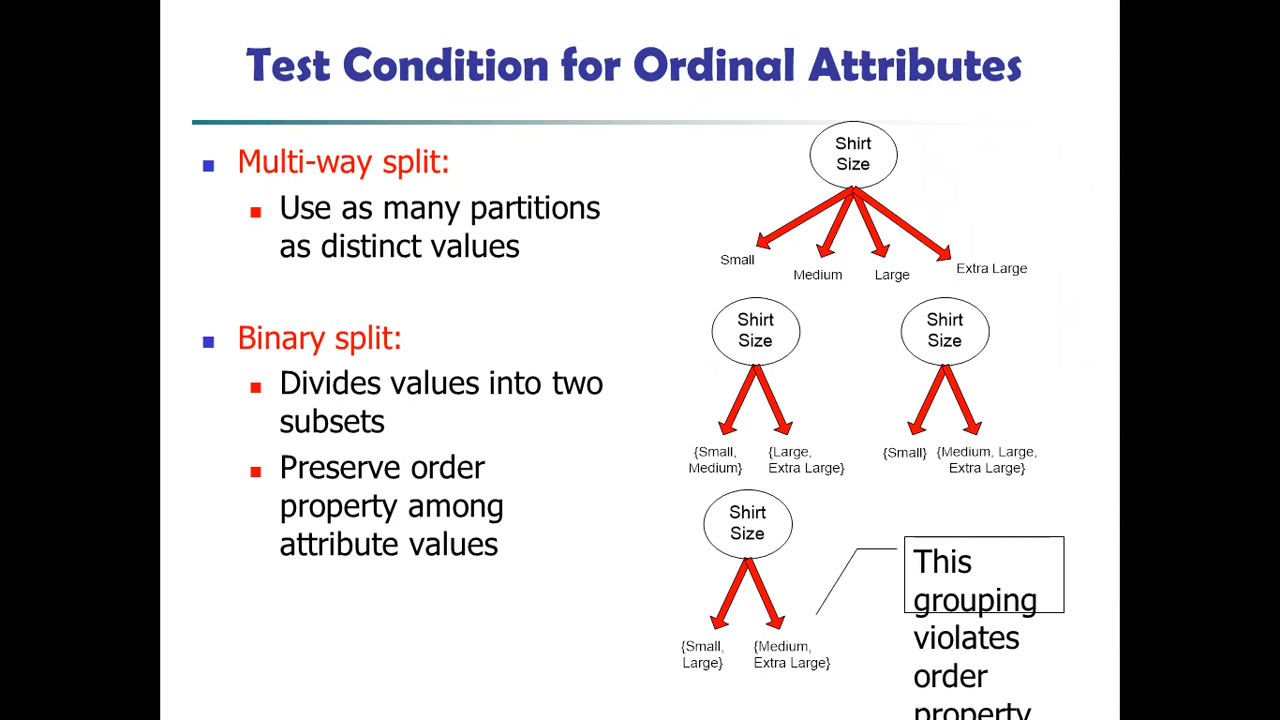 Test Condition for Ordinal Attributes
Multi-way split:
Use as many partitions
as distinct values
Binary split:
Divides values into two
subsets
Preserve order
property among
attribute values
Shirt
Size
Small
Medium
Large
Extra Large
Shirt
Size
{Small,
Medium}
{Large,
Extra Large}
Shirt
Size
{Small}
{Medium, Large,
Extra Large}
Shirt
Size
{Small,
Large}
{Medium,
Extra Large}
This
grouping
violates
order
property